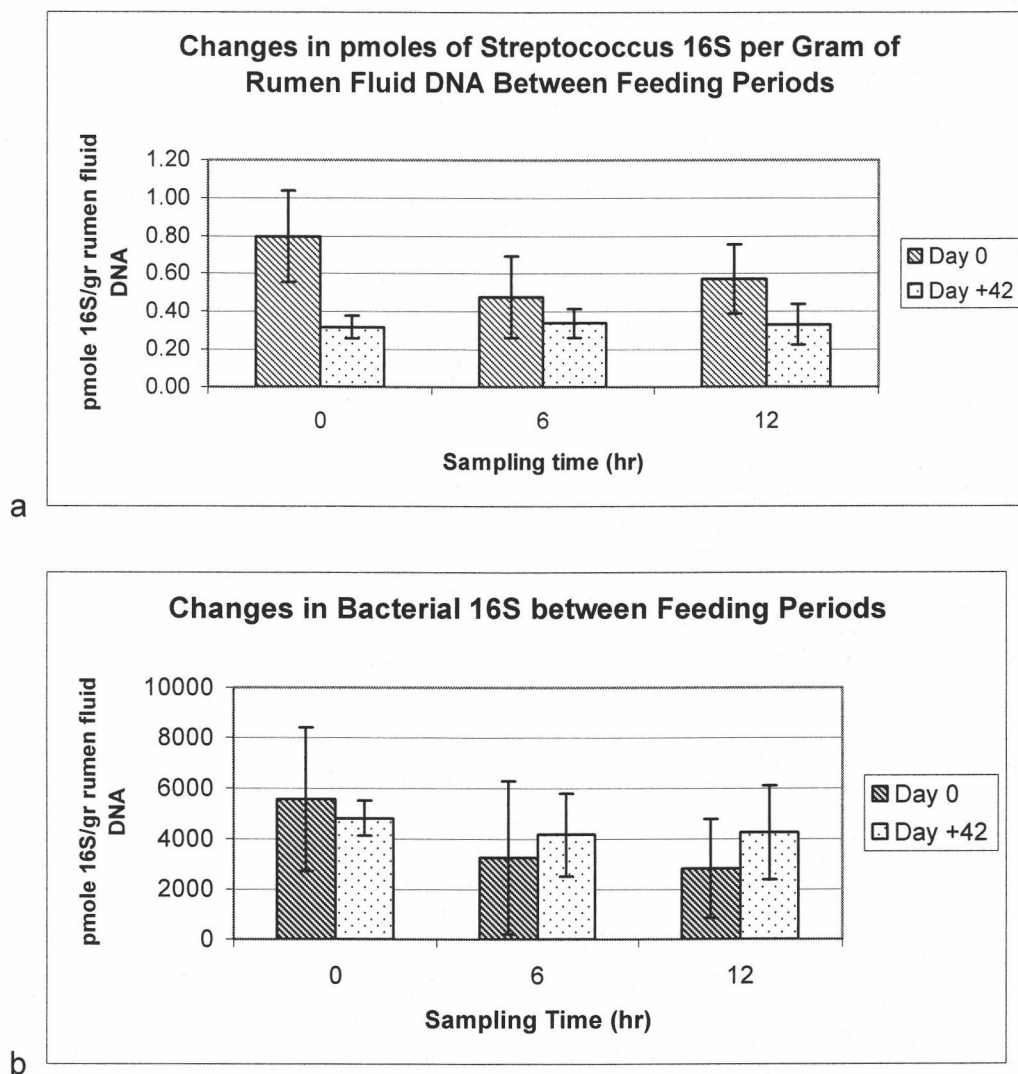 Changes in pmoles of Streptococcus 16S per Gram of
Rumen Fluid DNA Between Feeding Periods
pmole 16S/gr rumen fluid
DNA
1.20
1.00
0.80
0.60
0.40
0.20
0.00
0
6
12
Sampling time (hr)
Day 0
Day +42
a
Changes in Bacterial 16S between Feeding Periods
pmole 16S/gr rumen fluid
DNA
10000
8000
6000
4000
2000
0
0
6
12
Sampling Time (hr)
Day 0
Day +42
b